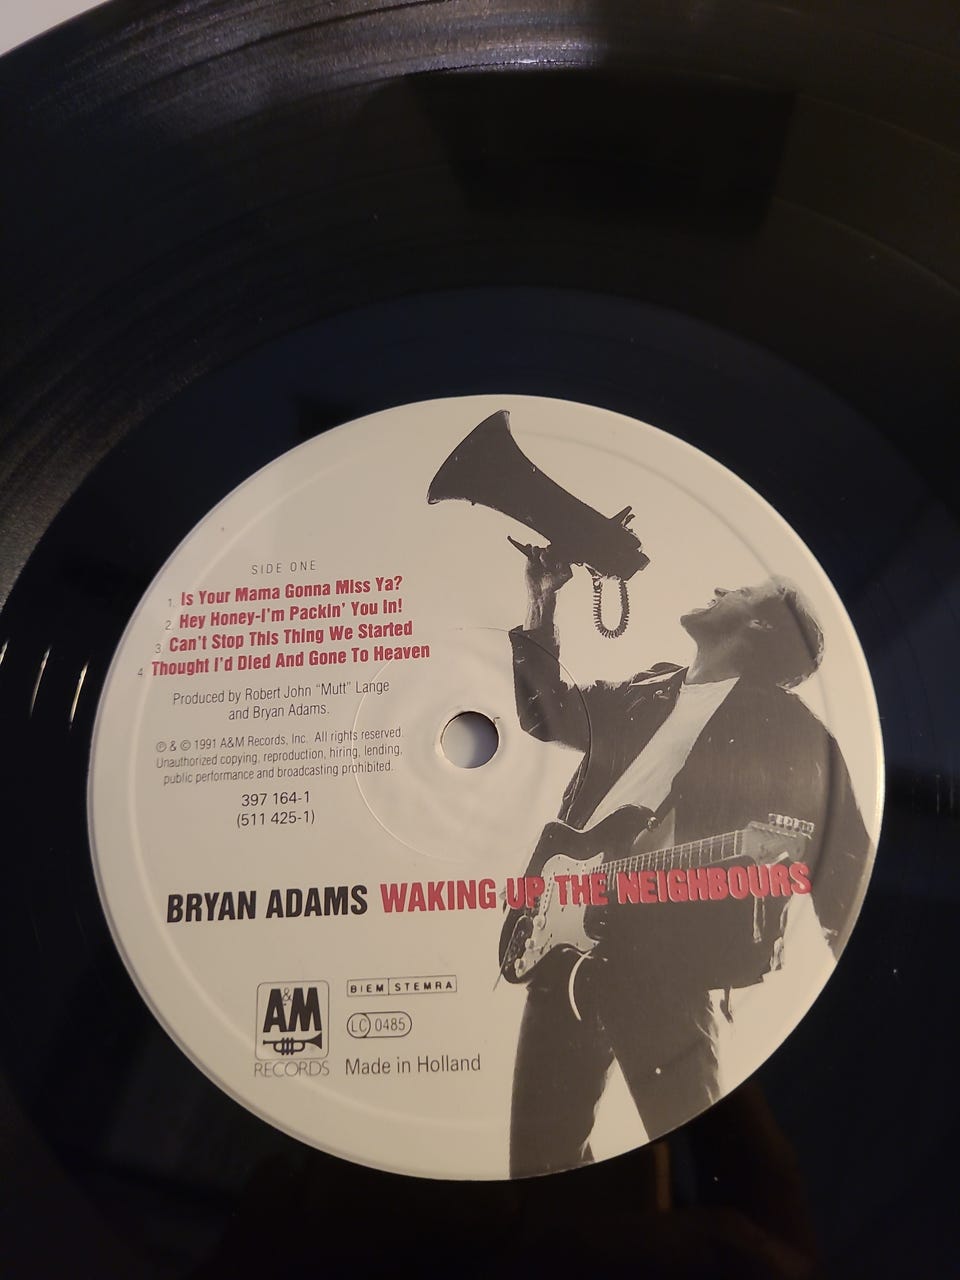 SIDE ONE
1. Is Your Mama Gonna Miss Ya?
2. Hey Honey-I'm Packin' You In!
3. Can't Stop This Thing We Started
4. Thought I'd Died And Gone To Heaven
Produced by Robert John "Mutt" Lange
and Bryan Adams.
℗ & © 1991 A&M Records, Inc. All rights reserved.
Unauthorized copying, reproduction, hiring, lending,
public performance and broadcasting prohibited.
397 164-1
(511 425-1)
BRYAN ADAMS WAKING UP THE NEIGHBOURS
A&M
RECORDS
BIEM STEMRA
LC 0485
Made in Holland